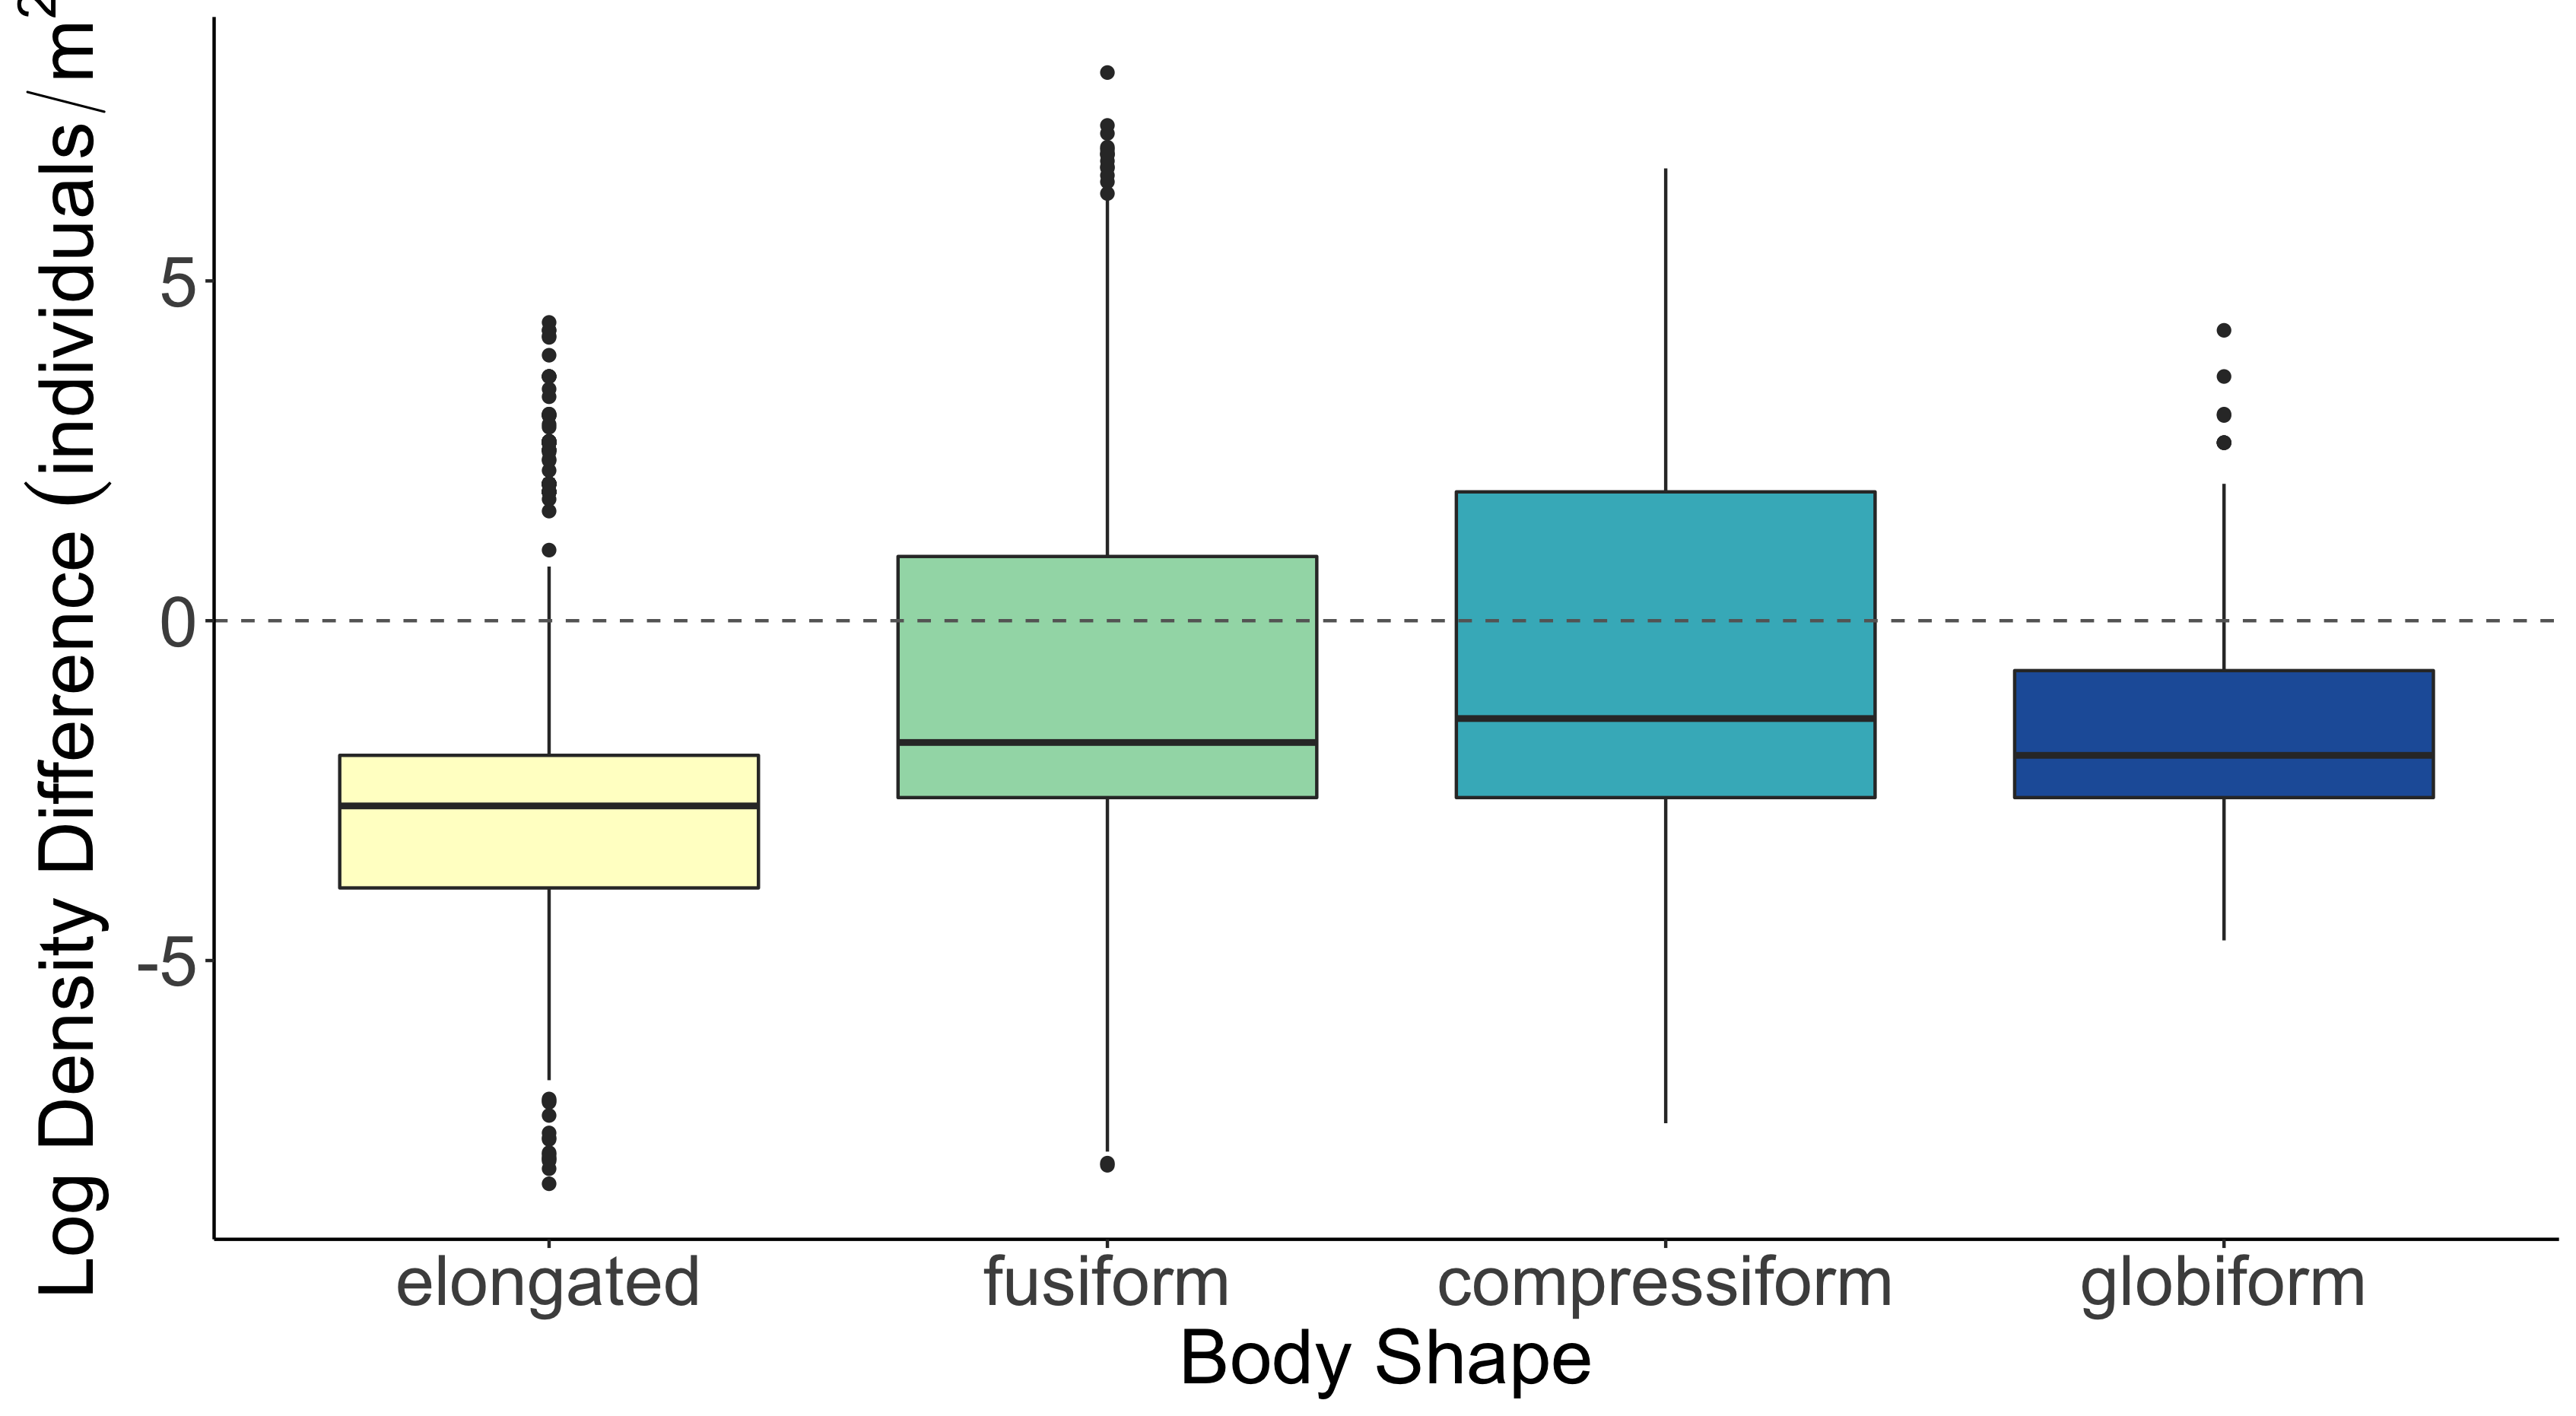 Log Density Difference (individuals/m²
5
0
-5
elongated
fusiform
compressiform
globiform
Body Shape